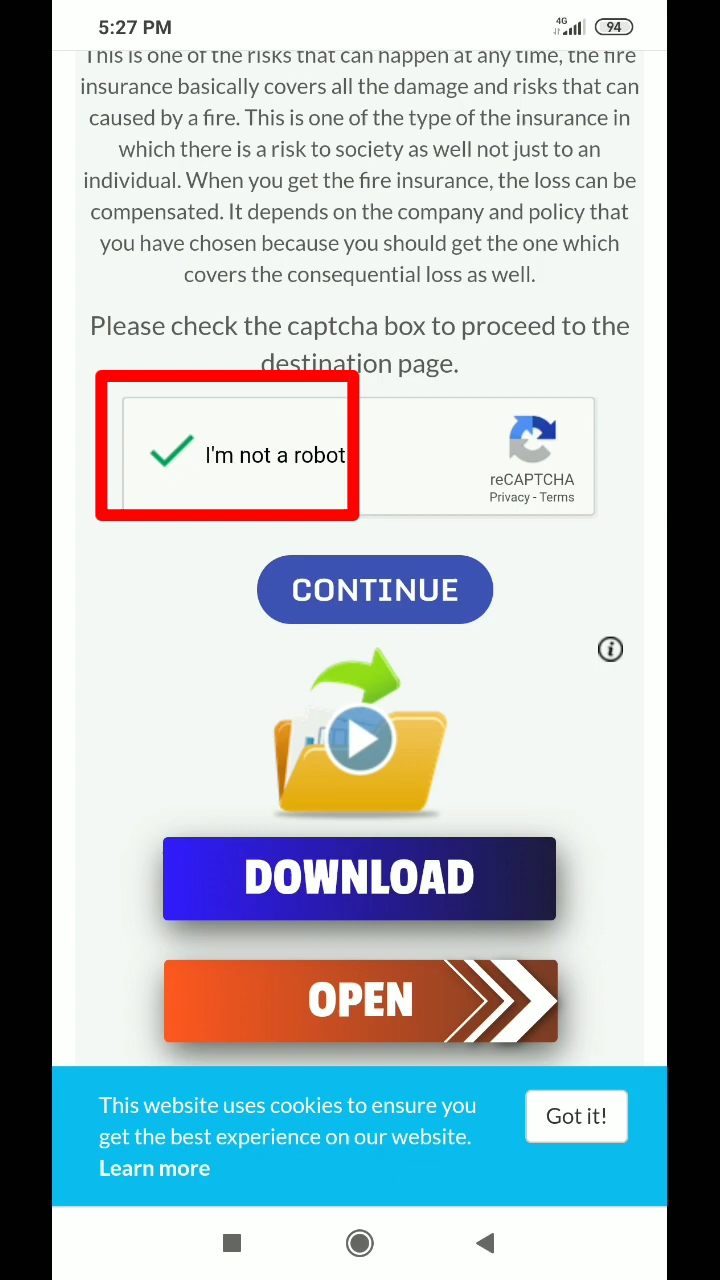 5:27 PM
4G
94
This is one of the risks that can happen at any time, the fire
insurance basically covers all the damage and risks that can
caused by a fire. This is one of the type of the insurance in
which there is a risk to society as well not just to an
individual. When you get the fire insurance, the loss can be
compensated. It depends on the company and policy that
you have chosen because you should get the one which
covers the consequential loss as well.
Please check the captcha box to proceed to the
destination page.
I'm not a robot
reCAPTCHA
Privacy - Terms
CONTINUE
DOWNLOAD
OPEN
This website uses cookies to ensure you
get the best experience on our website.
Learn more
Got it!